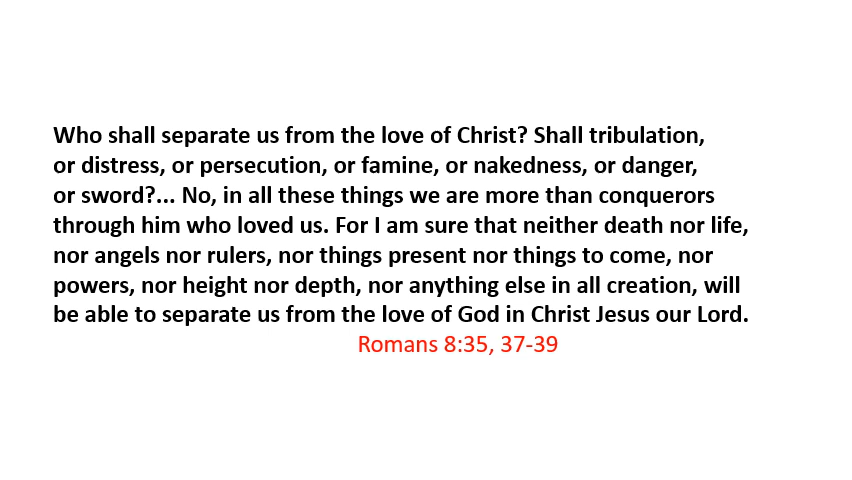 Who shall separate us from the love of Christ? Shall tribulation,
or distress, or persecution, or famine, or nakedness, or danger,
or sword?... No, in all these things we are more than conquerors
through him who loved us. For I am sure that neither death nor life,
nor angels nor rulers, nor things present nor things to come, nor
powers, nor height nor depth, nor anything else in all creation, will
be able to separate us from the love of God in Christ Jesus our Lord.
Romans 8:35, 37-39